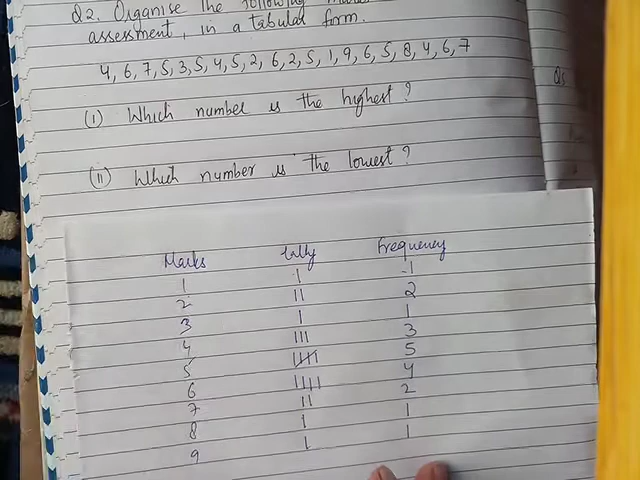 Q2. Organise the following
assessment, in a tabular form.
4, 6, 7, 5, 3, 5, 4, 5, 2, 6, 2, 5, 1, 9, 6, 5, 8, 4, 6, 7
(i) Which number is the highest?
Q3
(ii) Which number is the lowest?
Marks Tally Frequency
1 | 1
2 || 2
3 | 1
4 ||| 3
5 |||| 5
6 |||| 4
7 || 2
8 | 1
9 | 1